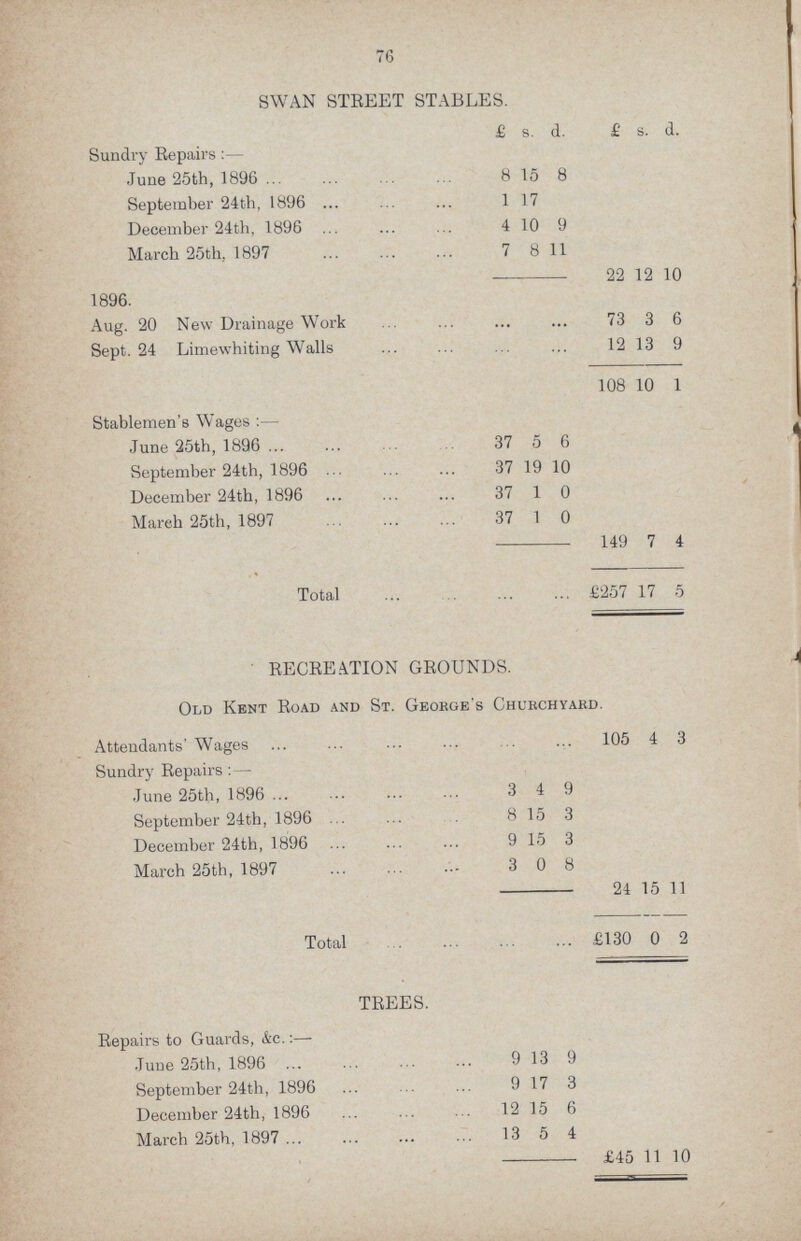 76
SWAN STREET STABLES.
£ s. d. £ s. d.
Sundry Repairs :—
June 25th, 1896 ... ... ... ... 8 15 8
September 24th, 1896 ... ... ... 1 17
December 24th, 1896 ... ... ... 4 10 9
March 25th, 1897 ... ... ... 7 8 11
22 12 10
1896.
Aug. 20 New Drainage Work ... ... ... ... 73 3 6
Sept. 24 Limewhiting Walls ... ... ... ... 12 13 9
108 10 1
Stablemen's Wages :—
June 25th, 1896 ... ... ... ... 37 5 6
September 24th, 1896 ... ... ... 37 19 10
December 24th, 1896 ... ... ... 37 1 0
March 25th, 1897 ... ... ... 37 1 0
149 7 4
Total ... ... ... ... £257 17 5
RECREATION GROUNDS.
Old Kent Road and St. George's Churchyard.
Attendants' Wages ... ... ... ... ... ... 105 4 3
Sundry Repairs :—
June 25th, 1896 ... ... ... ... 3 4 9
September 24th, 1896 ... ... ... 8 15 3
December 24th, 1896 ... ... ... 9 15 3
March 25th, 1897 ... ... ... 3 0 8
24 15 11
Total ... ... ... ... £130 0 2
TREES.
Repairs to Guards, &c. :—
June 25th, 1896 ... ... ... ... 9 13 9
September 24th, 1896 ... ... ... 9 17 3
December 24th, 1896 ... ... ... 12 15 6
March 25th, 1897 ... ... ... ... 13 5 4
£45 11 10